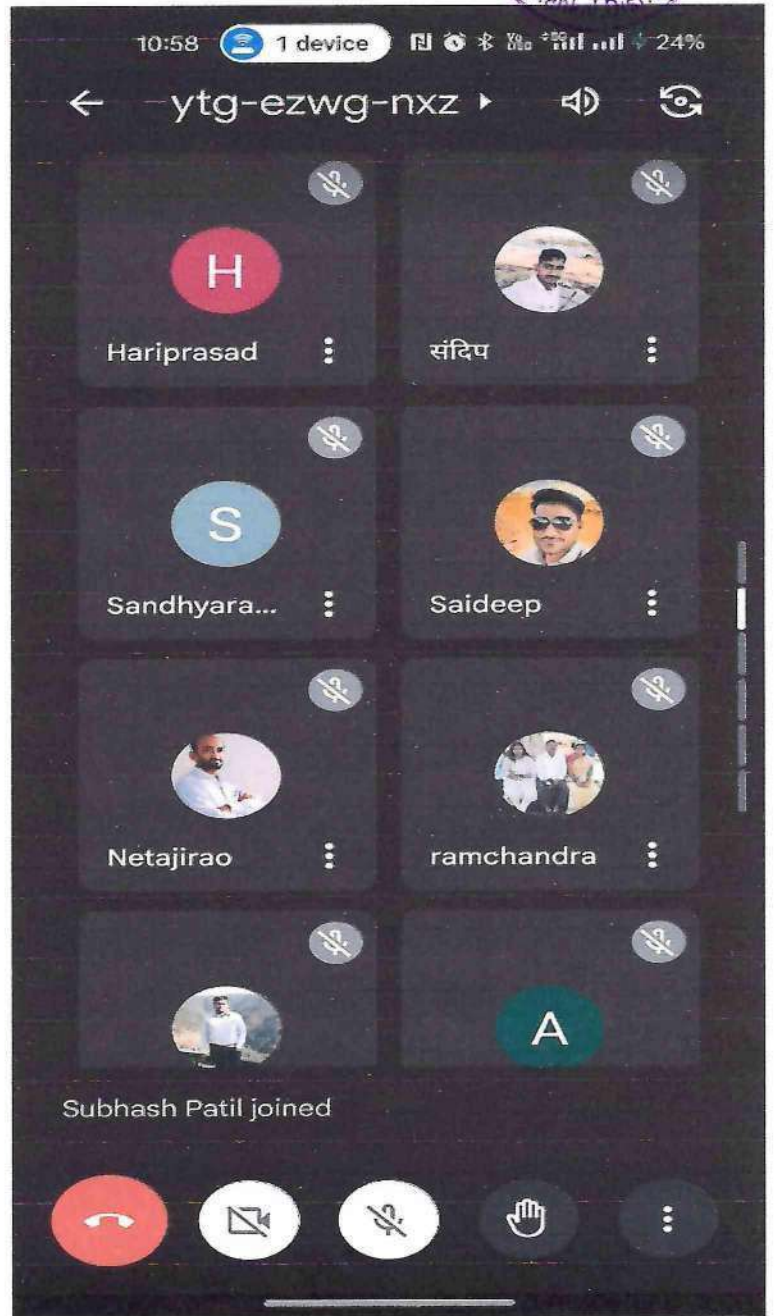 10:58 1 device 24%
ytg-ezwg-nxz
H
Hariprasad
संदिप
S
Sandhyara...
Saideep
Netajirao
ramchandra
A
Subhash Patil joined